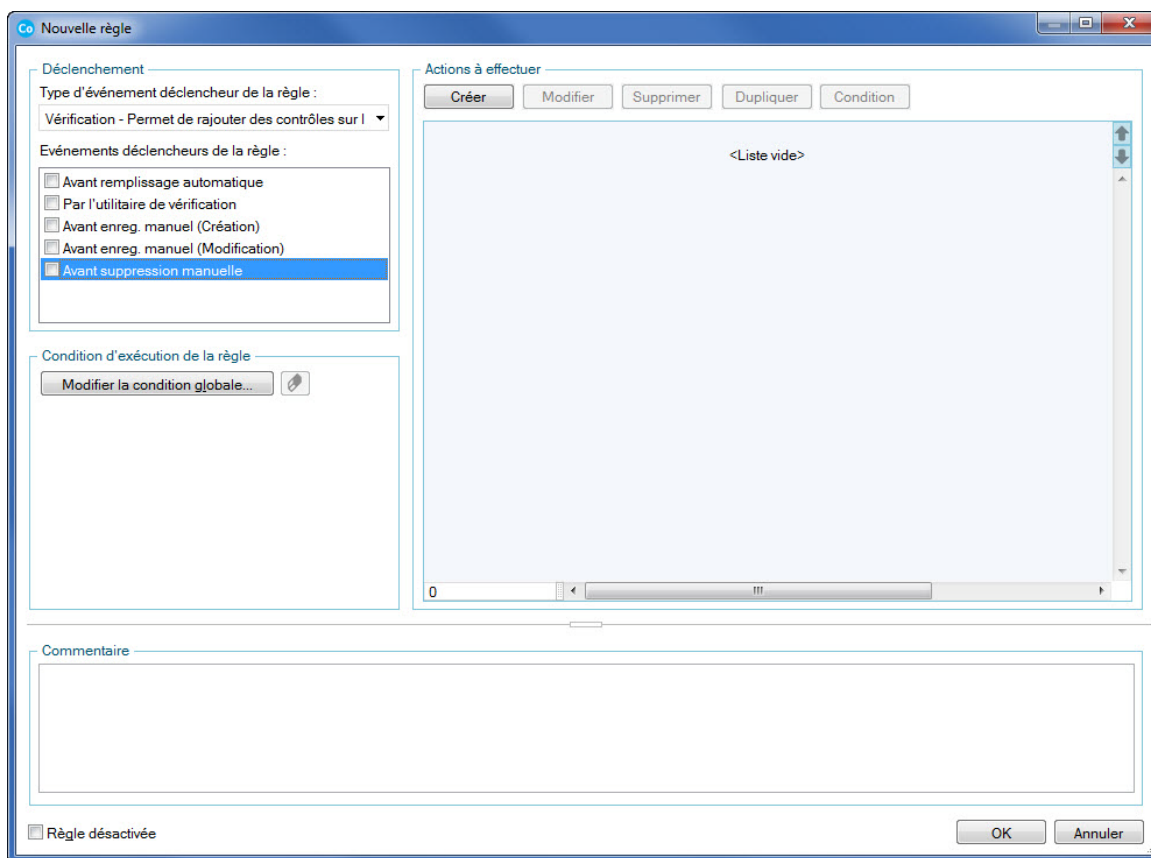 Co Nouvelle règle
Déclenchement
Type d'événement déclencheur de la règle :
Vérification - Permet de rajouter des contrôles sur l
Evénements déclencheurs de la règle :
Avant remplissage automatique
Par l'utilitaire de vérification
Avant enreg. manuel (Création)
Avant enreg. manuel (Modification)
Avant suppression manuelle
Condition d'exécution de la règle
Modifier la condition globale...
Actions à effectuer
Créer Modifier Supprimer Dupliquer Condition
<Liste vide>
0
Commentaire
Règle désactivée
OK Annuler